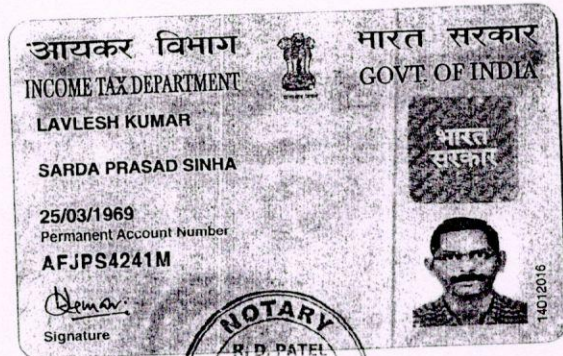 आयकर विभाग
INCOME TAX DEPARTMENT
भारत सरकार
GOVT. OF INDIA
LAVLESH KUMAR
SARDA PRASAD SINHA
25/03/1969
Permanent Account Number
AFJPS4241M
Signature
भारत
सरकार
14012016
NOTARY
R. D. PATEL